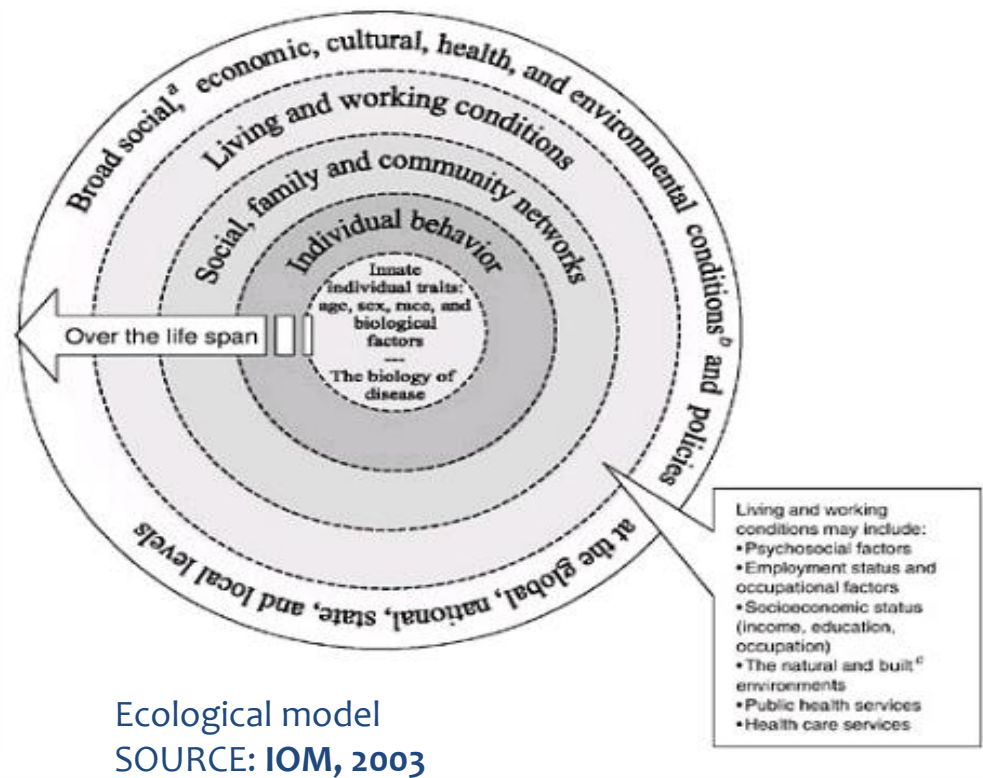 Broad social,ᵃ economic, cultural, health, and environmental conditionsᵇ and policies
at the global, national, state, and local levels
Living and working conditions
Social, family and community networks
Individual behavior
Innate
individual traits:
age, sex, race, and
biological
factors
---
The biology of
disease
Over the life span
Living and working
conditions may include:
•Psychosocial factors
•Employment status and
occupational factors
•Socioeconomic status
(income, education,
occupation)
•The natural and builtᶜ
environments
•Public health services
•Health care services
Ecological model
SOURCE: IOM, 2003